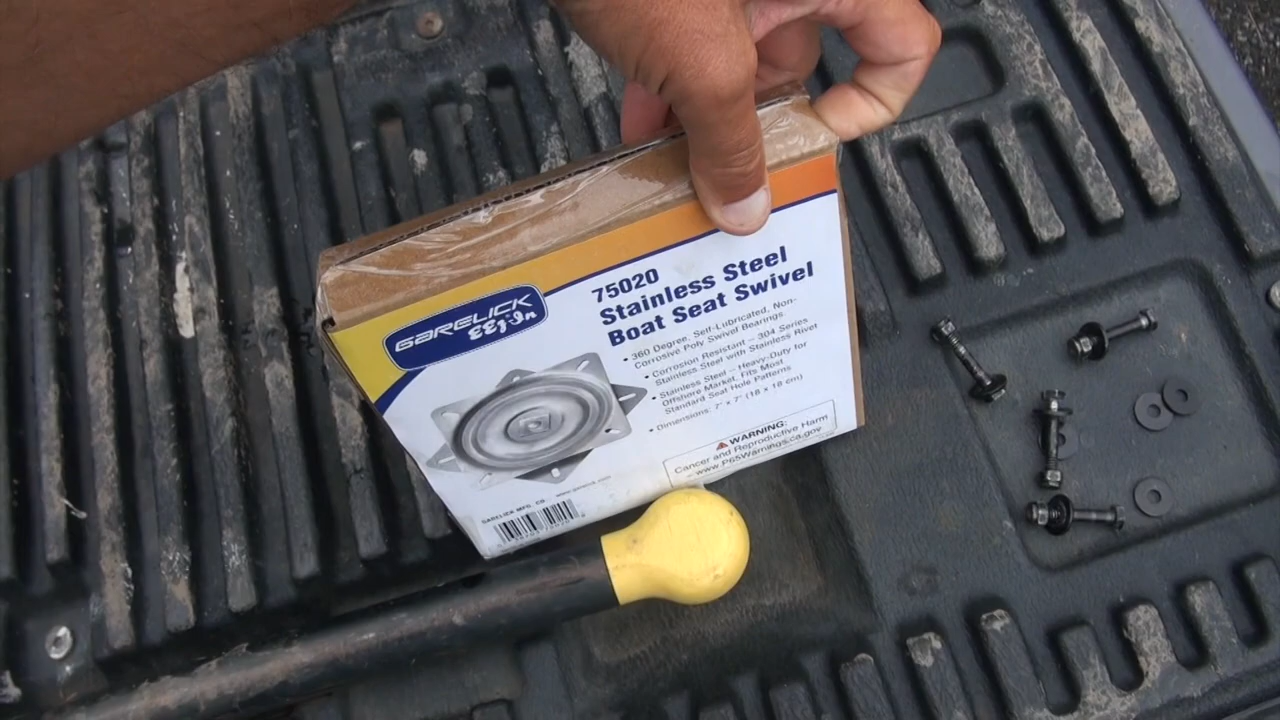 GARELICK
EEz-In
75020
Stainless Steel
Boat Seat Swivel
• 360 Degree, Self-Lubricated, Non-
Corrosive Poly Swivel Bearings.
• Corrosion Resistant – 304 Series
Stainless Steel with Stainless Rivet
• Stainless Steel – Heavy-Duty for
Offshore Market, Fits Most
Standard Seat Hole Patterns
• Dimensions: 7" x 7" (18 x 18 cm)
WARNING:
Cancer and Reproductive Harm
– www.P65Warnings.ca.gov
GARELICK MFG. CO. www.garelick.com